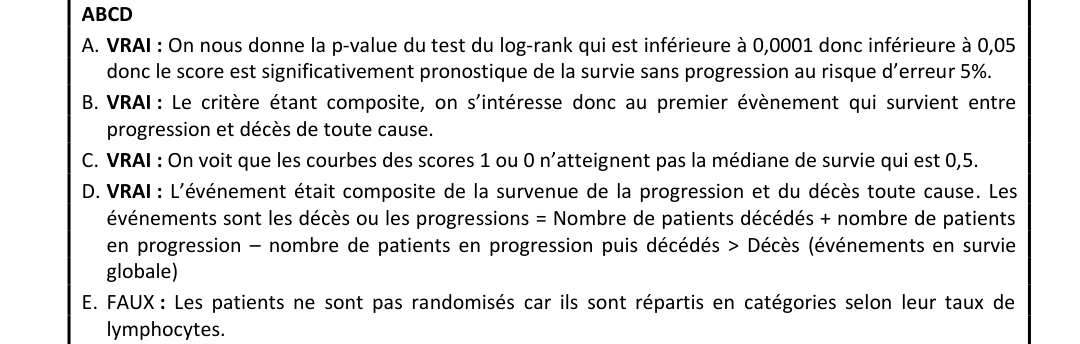 ABCD
A. VRAI : On nous donne la p-value du test du log-rank qui est inférieure à 0,0001 donc inférieure à 0,05
donc le score est significativement pronostique de la survie sans progression au risque d’erreur 5%.
B. VRAI : Le critère étant composite, on s’intéresse donc au premier évènement qui survient entre
progression et décès de toute cause.
C. VRAI : On voit que les courbes des scores 1 ou 0 n’atteignent pas la médiane de survie qui est 0,5.
D. VRAI : L’événement était composite de la survenue de la progression et du décès toute cause. Les
événements sont les décès ou les progressions = Nombre de patients décédés + nombre de patients
en progression – nombre de patients en progression puis décédés > Décès (événements en survie
globale)
E. FAUX : Les patients ne sont pas randomisés car ils sont répartis en catégories selon leur taux de
lymphocytes.